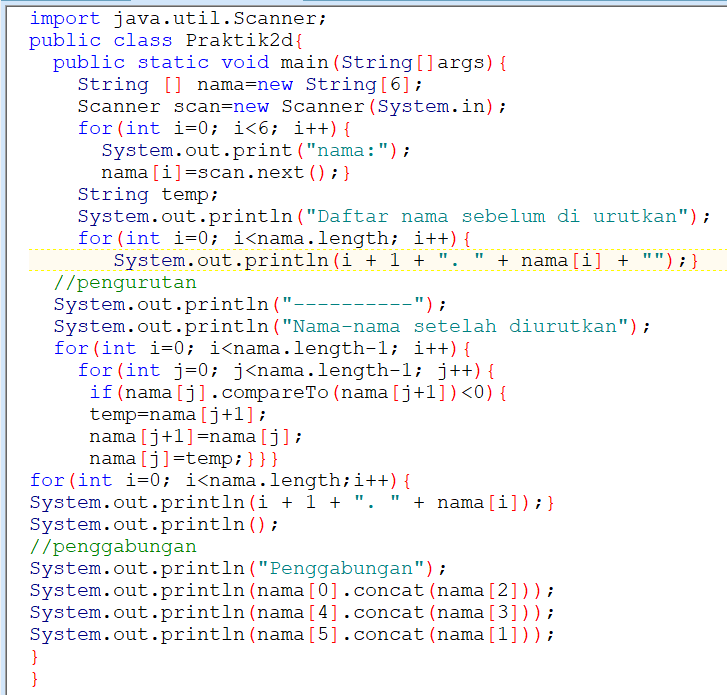 import java.util.Scanner;
public class Praktik2d{
  public static void main(String[]args){
    String [] nama=new String[6];
    Scanner scan=new Scanner(System.in);
    for(int i=0; i<6; i++){
      System.out.print("nama:");
      nama[i]=scan.next();}
    String temp;
    System.out.println("Daftar nama sebelum di urutkan");
    for(int i=0; i<nama.length; i++){
       System.out.println(i + 1 + ". " + nama[i] + "");}
  //pengurutan
  System.out.println("----------");
  System.out.println("Nama-nama setelah diurutkan");
  for(int i=0; i<nama.length-1; i++){
    for(int j=0; j<nama.length-1; j++){
     if(nama[j].compareTo(nama[j+1])<0){
     temp=nama[j+1];
     nama[j+1]=nama[j];
     nama[j]=temp;}}}
for(int i=0; i<nama.length;i++){
System.out.println(i + 1 + ". " + nama[i]);}
System.out.println();
//penggabungan
System.out.println("Penggabungan");
System.out.println(nama[0].concat(nama[2]));
System.out.println(nama[4].concat(nama[3]));
System.out.println(nama[5].concat(nama[1]));
}
}